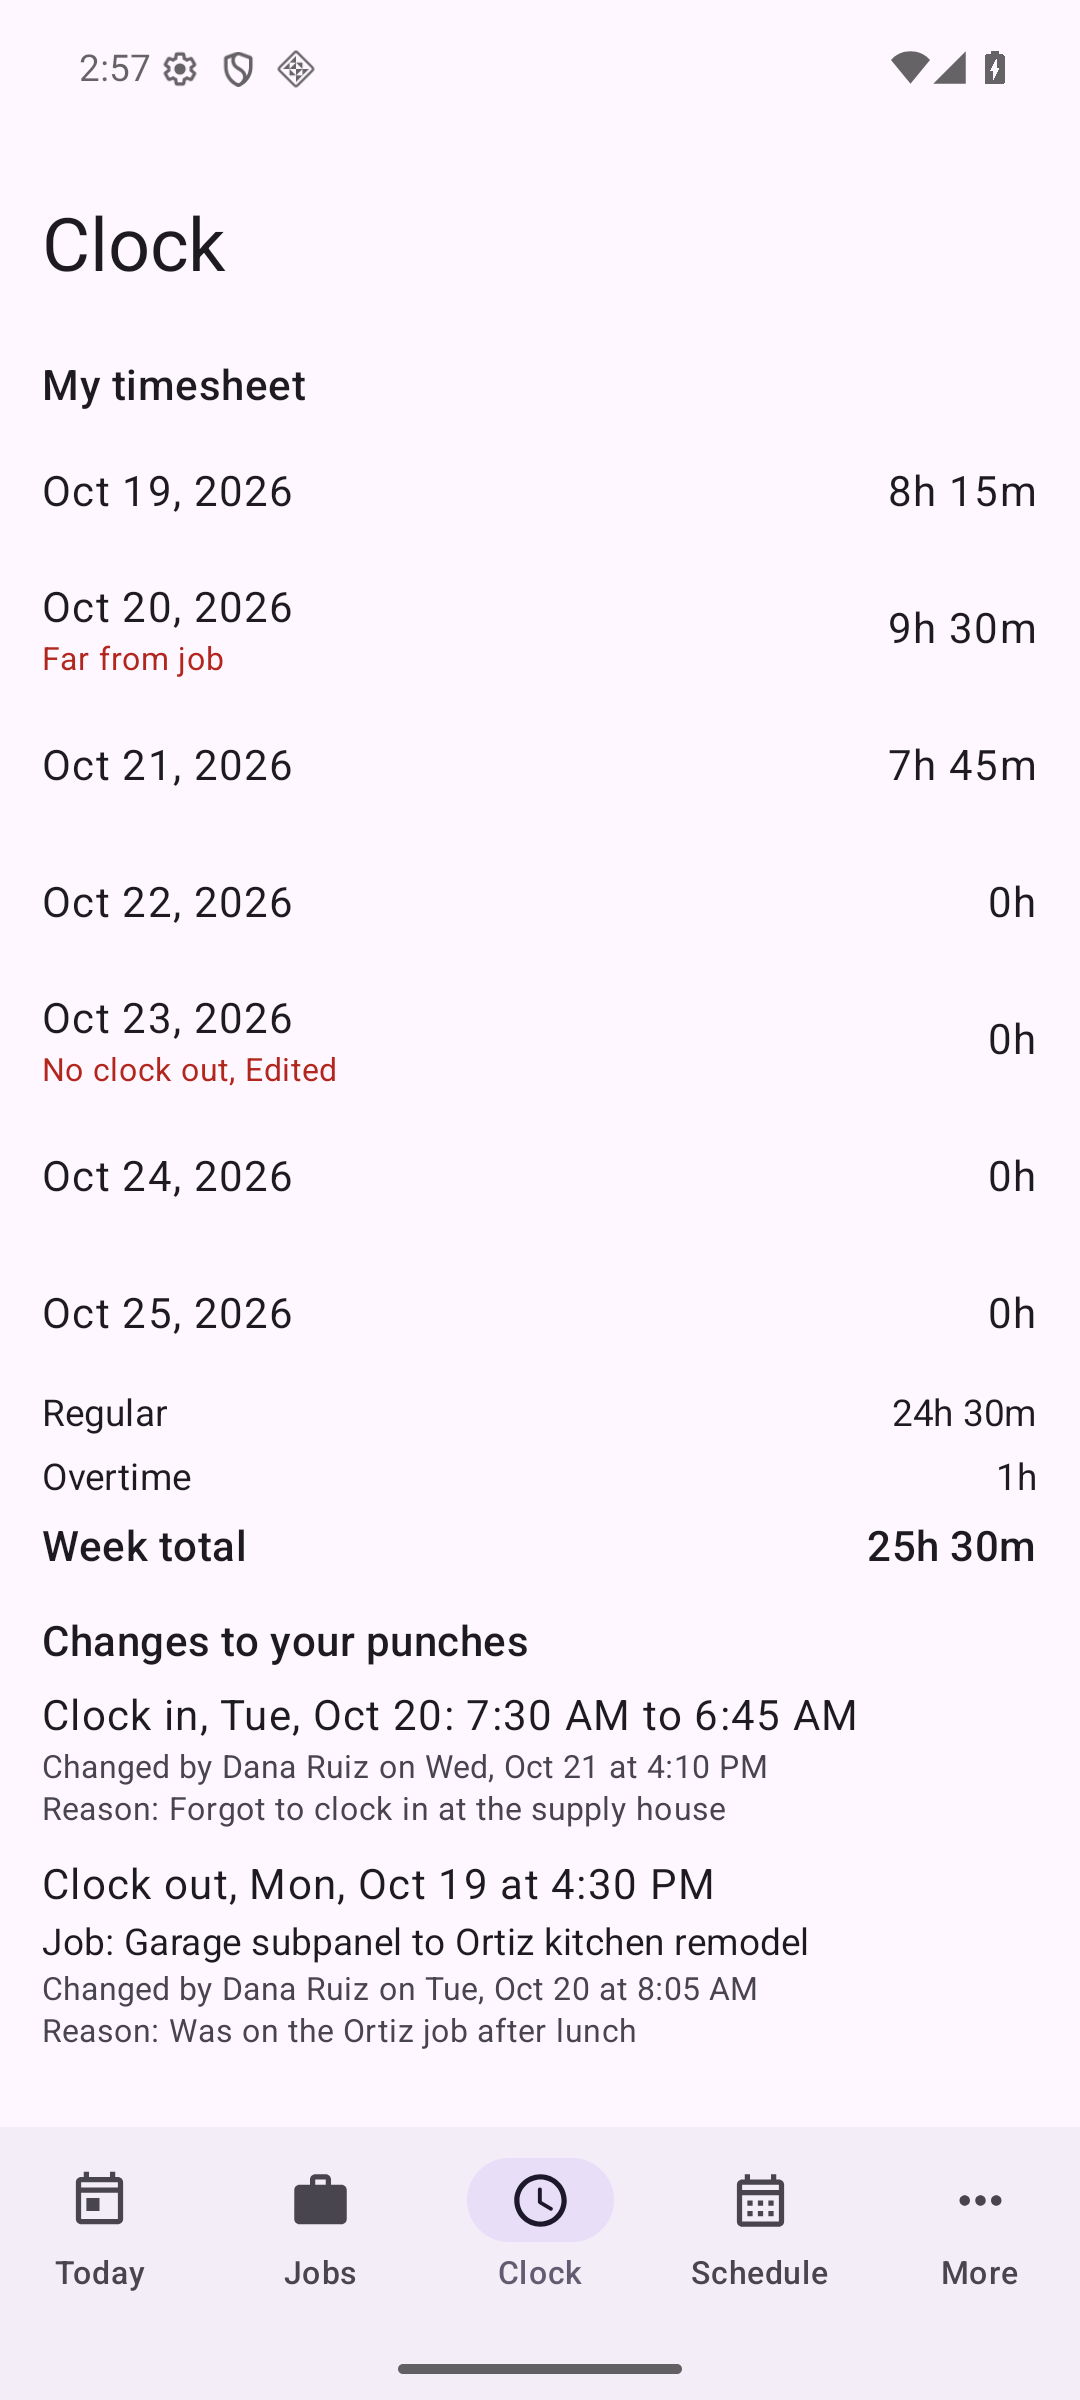 2:57
Clock
My timesheet
Oct 19, 2026 8h 15m
Oct 20, 2026 9h 30m
Far from job
Oct 21, 2026 7h 45m
Oct 22, 2026 0h
Oct 23, 2026 0h
No clock out, Edited
Oct 24, 2026 0h
Oct 25, 2026 0h
Regular 24h 30m
Overtime 1h
Week total 25h 30m
Changes to your punches
Clock in, Tue, Oct 20: 7:30 AM to 6:45 AM
Changed by Dana Ruiz on Wed, Oct 21 at 4:10 PM
Reason: Forgot to clock in at the supply house
Clock out, Mon, Oct 19 at 4:30 PM
Job: Garage subpanel to Ortiz kitchen remodel
Changed by Dana Ruiz on Tue, Oct 20 at 8:05 AM
Reason: Was on the Ortiz job after lunch
Today Jobs Clock Schedule More